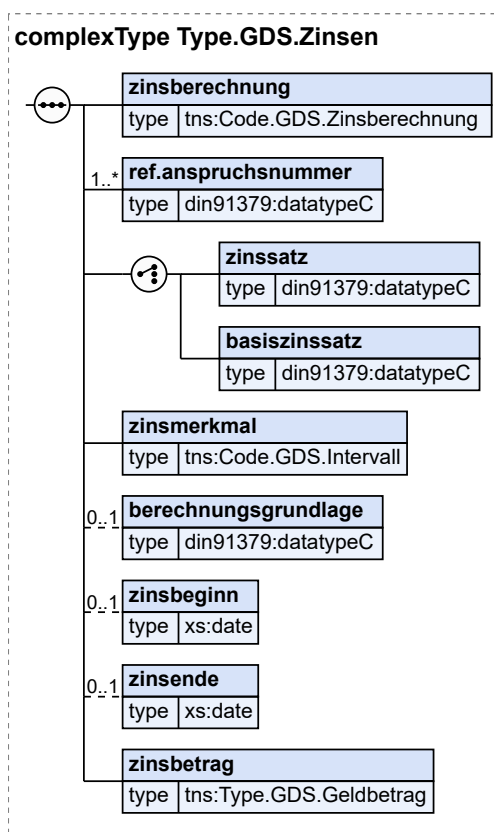 complexType Type.GDS.Zinsen
zinsberechnung
type tns:Code.GDS.Zinsberechnung
1..* ref.anspruchsnummer
type din91379:datatypeC
zinssatz
type din91379:datatypeC
basiszinssatz
type din91379:datatypeC
zinsmerkmal
type tns:Code.GDS.Intervall
0..1 berechnungsgrundlage
type din91379:datatypeC
0..1 zinsbeginn
type xs:date
0..1 zinsende
type xs:date
zinsbetrag
type tns:Type.GDS.Geldbetrag